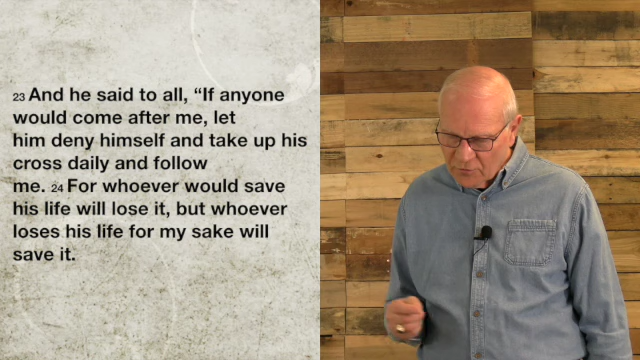 23 And he said to all, “If anyone
would come after me, let
him deny himself and take up his
cross daily and follow
me. 24 For whoever would save
his life will lose it, but whoever
loses his life for my sake will
save it.